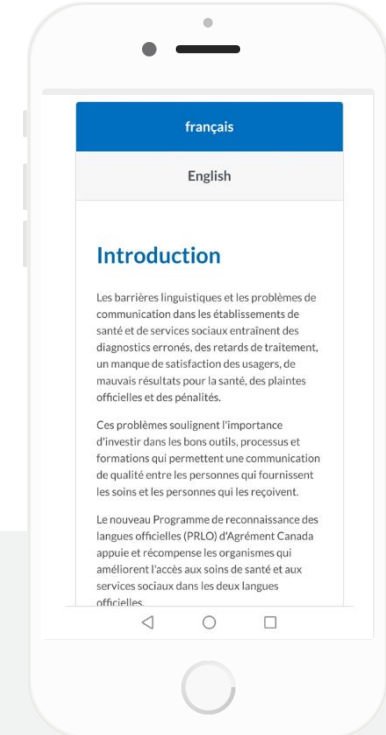 français
English
Introduction
Les barrières linguistiques et les problèmes de
communication dans les établissements de
santé et de services sociaux entraînent des
diagnostics erronés, des retards de traitement,
un manque de satisfaction des usagers, de
mauvais résultats pour la santé, des plaintes
officielles et des pénalités.
Ces problèmes soulignent l'importance
d'investir dans les bons outils, processus et
formations qui permettent une communication
de qualité entre les personnes qui fournissent
les soins et les personnes qui les reçoivent.
Le nouveau Programme de reconnaissance des
langues officielles (PRLO) d'Agrément Canada
appuie et récompense les organismes qui
améliorent l'accès aux soins de santé et aux
services sociaux dans les deux langues
officielles.